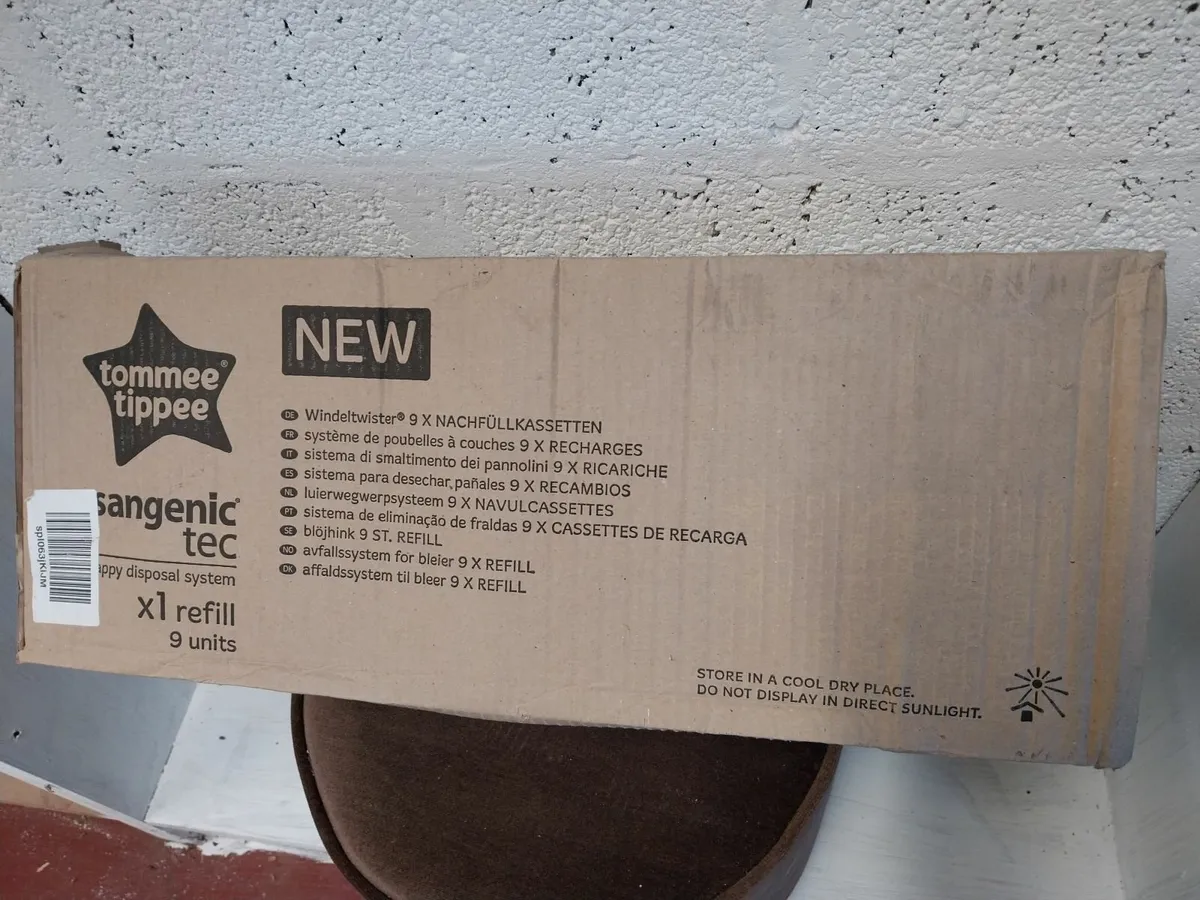 tommee®
tippee
sangenic®
tec
appy disposal system
x1 refill
9 units
NEW
DE Windeltwister® 9 X NACHFÜLLKASSETTEN
FR système de poubelles à couches 9 X RECHARGES
IT sistema di smaltimento dei pannolini 9 X RICARICHE
ES sistema para desechar pañales 9 X RECAMBIOS
NL luierwegwerpsysteem 9 X NAVULCASSETTES
PT sistema de eliminação de fraldas 9 X CASSETTES DE RECARGA
SE blöjhink 9 ST. REFILL
NO avfallssystem for bleier 9 X REFILL
DK affaldssystem til bleer 9 X REFILL
STORE IN A COOL DRY PLACE.
DO NOT DISPLAY IN DIRECT SUNLIGHT.